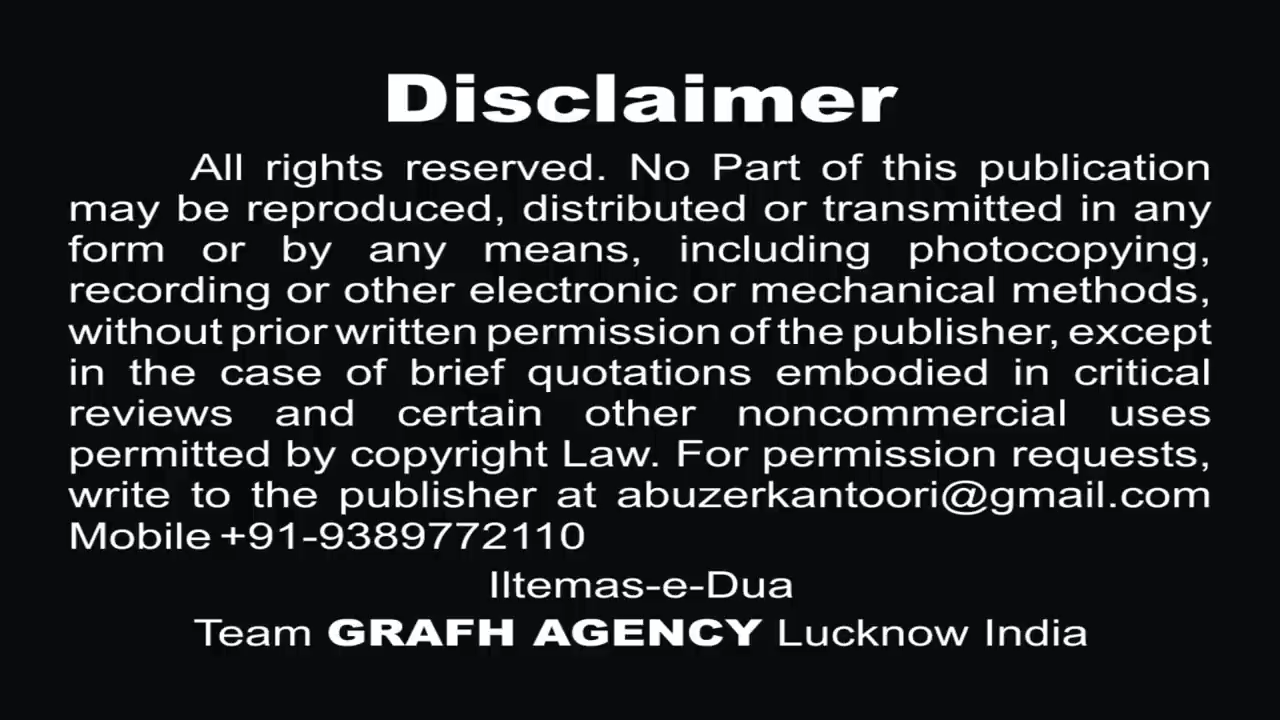 Disclaimer
All rights reserved. No Part of this publication
may be reproduced, distributed or transmitted in any
form or by any means, including photocopying,
recording or other electronic or mechanical methods,
without prior written permission of the publisher, except
in the case of brief quotations embodied in critical
reviews and certain other noncommercial uses
permitted by copyright Law. For permission requests,
write to the publisher at abuzerkantoori@gmail.com
Mobile +91-9389772110
Iltemas-e-Dua
Team GRAFH AGENCY Lucknow India